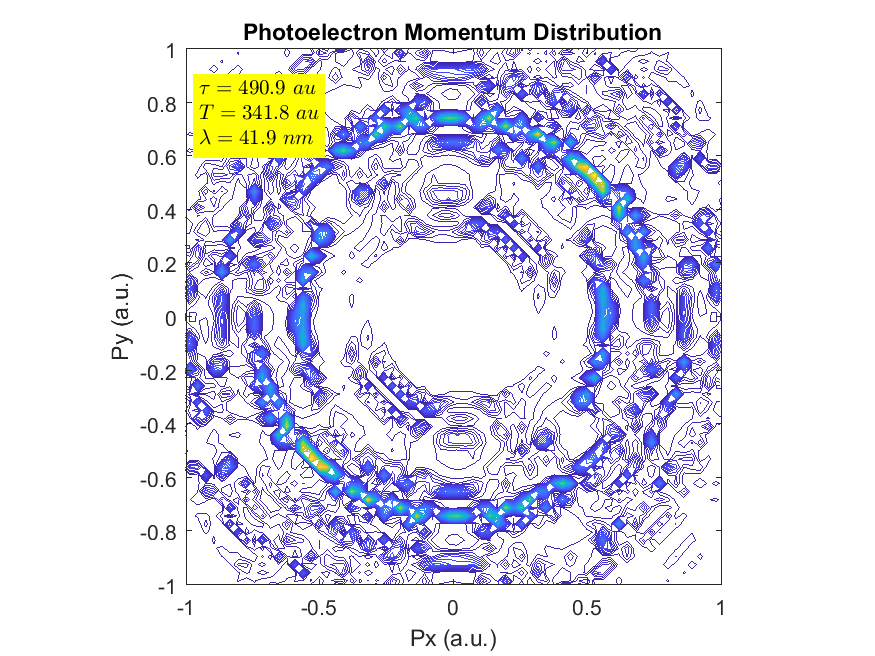 Photoelectron Momentum Distribution
τ = 490.9 au
T = 341.8 au
λ = 41.9 nm
1
0.8
0.6
0.4
0.2
0
-0.2
-0.4
-0.6
-0.8
-1
Py (a.u.)
-1 -0.5 0 0.5 1
Px (a.u.)